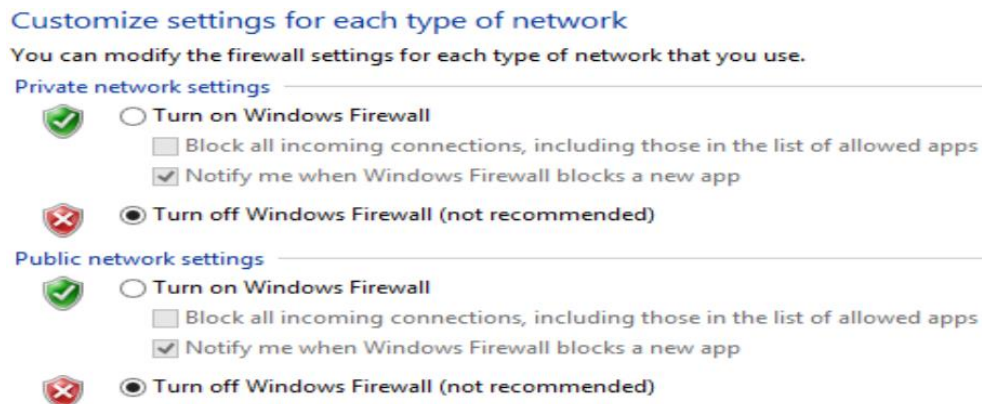 Customize settings for each type of network
You can modify the firewall settings for each type of network that you use.
Private network settings
Turn on Windows Firewall
Block all incoming connections, including those in the list of allowed apps
Notify me when Windows Firewall blocks a new app
Turn off Windows Firewall (not recommended)
Public network settings
Turn on Windows Firewall
Block all incoming connections, including those in the list of allowed apps
Notify me when Windows Firewall blocks a new app
Turn off Windows Firewall (not recommended)